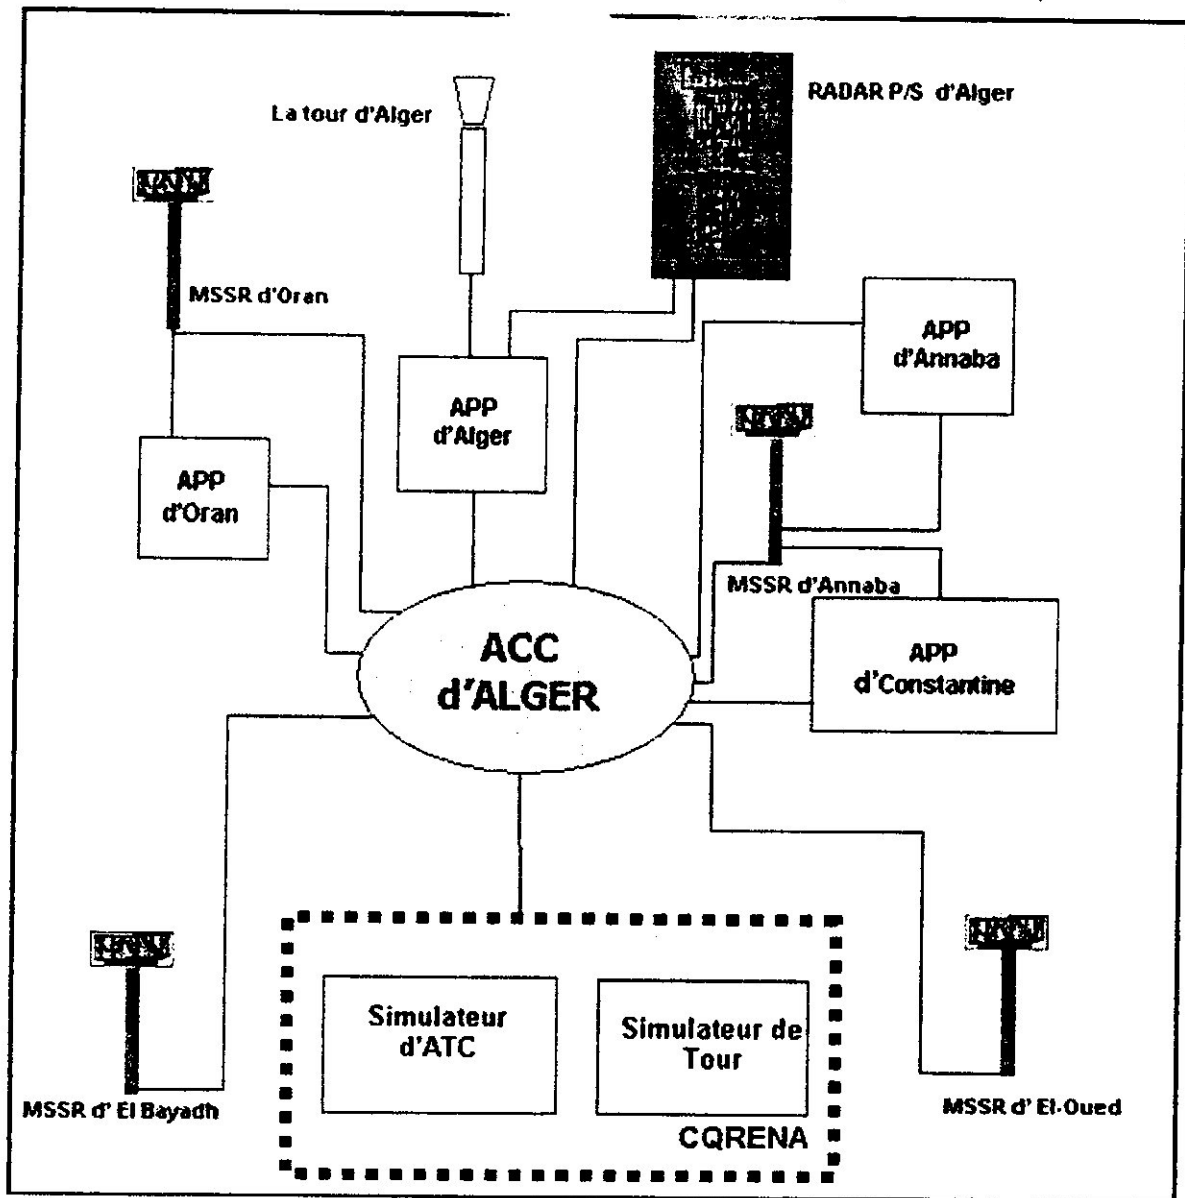 La tour d'Alger
RADAR P/S d'Alger
MSSR d'Oran
APP
d'Annaba
APP
d'Alger
APP
d'Oran
MSSR d'Annaba
ACC
d'ALGER
APP
d'Constantine
Simulateur
d'ATC
Simulateur de
Tour
MSSR d' El Bayadh
MSSR d' El-Oued
CQRENA